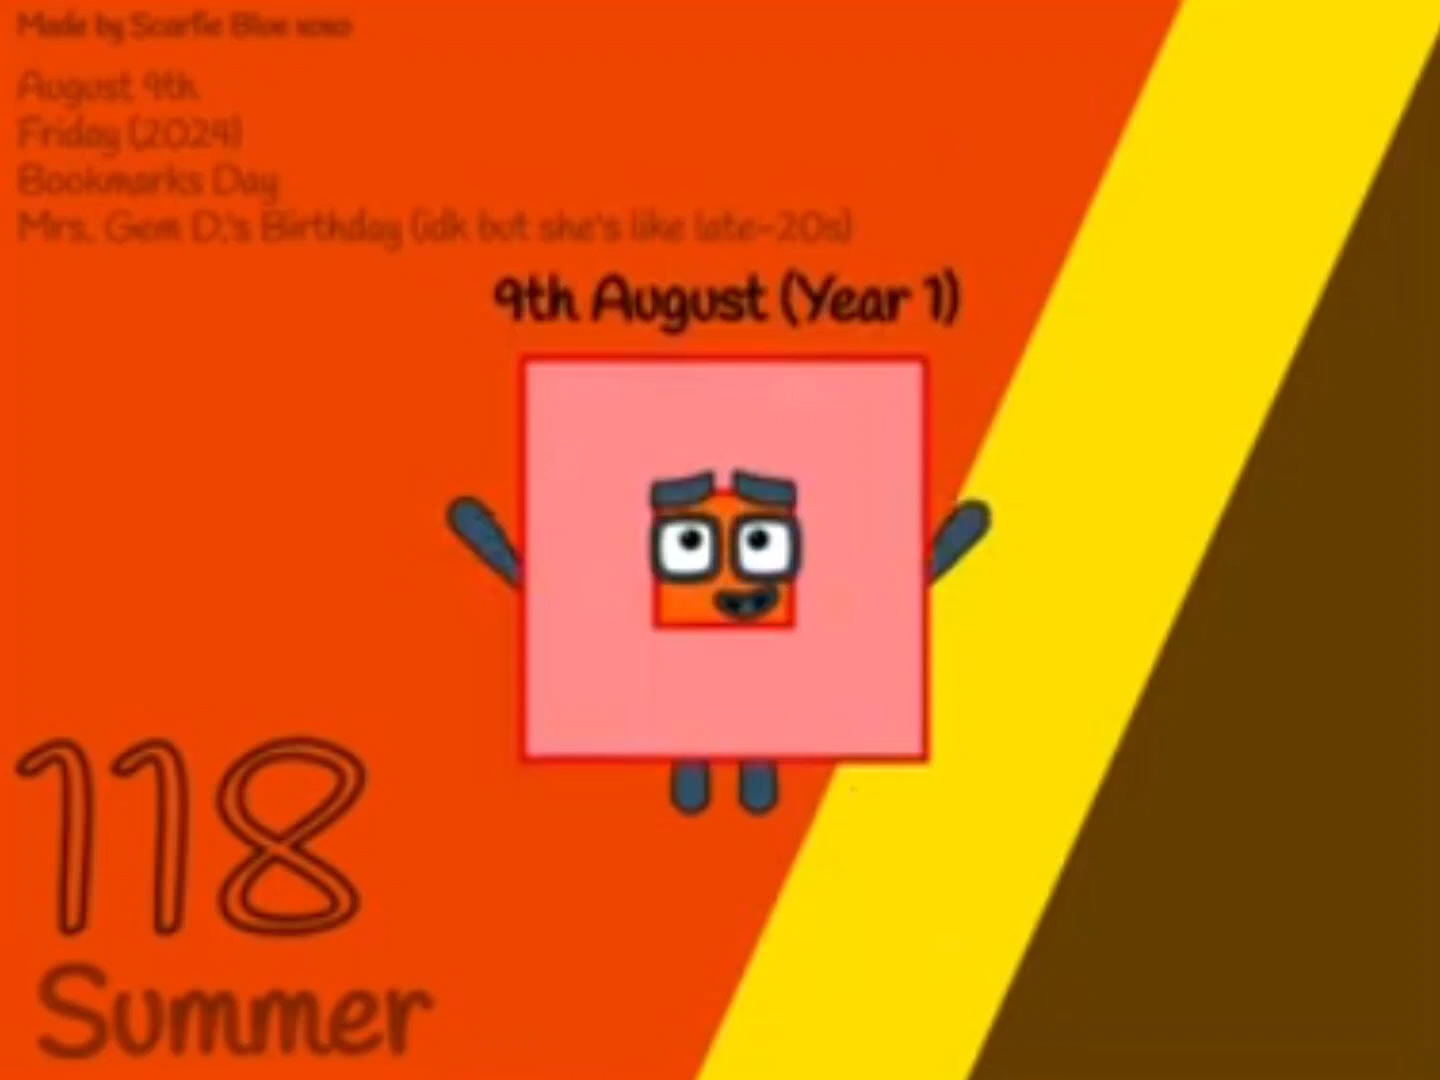 Made by Scarfie Blue xoxo
August 9th
Friday (2024)
Bookmarks Day
Mrs. Gem D.'s Birthday (idk but she's like late-20s)
9th August (Year 1)
118
Summer